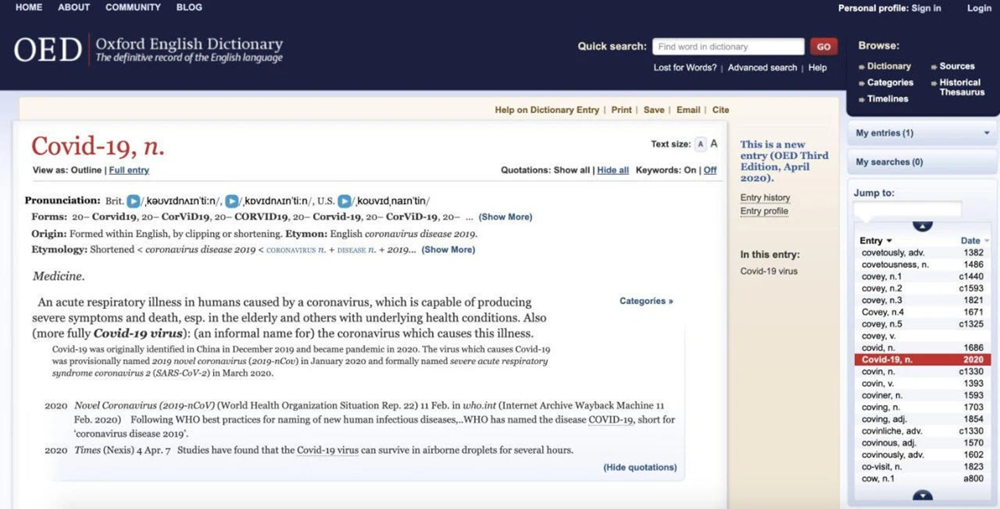 HOME ABOUT COMMUNITY BLOG
Personal profile: Sign in Login
OED Oxford English Dictionary
The definitive record of the English language
Quick search: Find word in dictionary GO
Lost for Words? | Advanced search | Help
Browse:
Dictionary Sources
Categories Historical Thesaurus
Timelines
Help on Dictionary Entry | Print | Save | Email | Cite
Covid-19, n.
Text size: A A
View as: Outline | Full entry
Quotations: Show all | Hide all Keywords: On | Off
Pronunciation: Brit. /ˌkəʊvɪdnʌɪnˈtiːn/, /ˌkɒvɪdnʌɪnˈtiːn/, U.S. /ˌkoʊvɪdˌnaɪnˈtin/
Forms: 20– Corvid19, 20– CorViD19, 20– CORVID19, 20– Corvid-19, 20– CorViD-19, 20– ... (Show More)
Origin: Formed within English, by clipping or shortening. Etymon: English coronavirus disease 2019.
Etymology: Shortened < coronavirus disease 2019 < CORONAVIRUS n. + DISEASE n. + 2019... (Show More)
Medicine.
An acute respiratory illness in humans caused by a coronavirus, which is capable of producing
severe symptoms and death, esp. in the elderly and others with underlying health conditions. Also
(more fully Covid-19 virus): (an informal name for) the coronavirus which causes this illness.
Categories »
Covid-19 was originally identified in China in December 2019 and became pandemic in 2020. The virus which causes Covid-19
was provisionally named 2019 novel coronavirus (2019-nCov) in January 2020 and formally named severe acute respiratory
syndrome coronavirus 2 (SARS-CoV-2) in March 2020.
2020 Novel Coronavirus (2019-nCoV) (World Health Organization Situation Rep. 22) 11 Feb. in who.int (Internet Archive Wayback Machine 11
Feb. 2020) Following WHO best practices for naming of new human infectious diseases,..WHO has named the disease COVID-19, short for
‘coronavirus disease 2019’.
2020 Times (Nexis) 4 Apr. 7 Studies have found that the Covid-19 virus can survive in airborne droplets for several hours.
(Hide quotations)
This is a new
entry (OED Third
Edition, April
2020).
Entry history
Entry profile
In this entry:
Covid-19 virus
My entries (1)
My searches (0)
Jump to:
Entry Date
covetously, adv. 1382
covetousness, n. 1486
covey, n.1 c1440
covey, n.2 c1593
covey, n.3 1821
Covey, n.4 1671
covey, n.5 c1325
covey, v.
covid, n. 1686
Covid-19, n. 2020
covin, n. c1330
covin, v. 1393
coviner, n. 1593
coving, n. 1703
coving, adj. 1854
covinliche, adv. c1330
covinous, adj. 1570
covinously, adv. 1602
co-visit, n. 1823
cow, n.1 a800